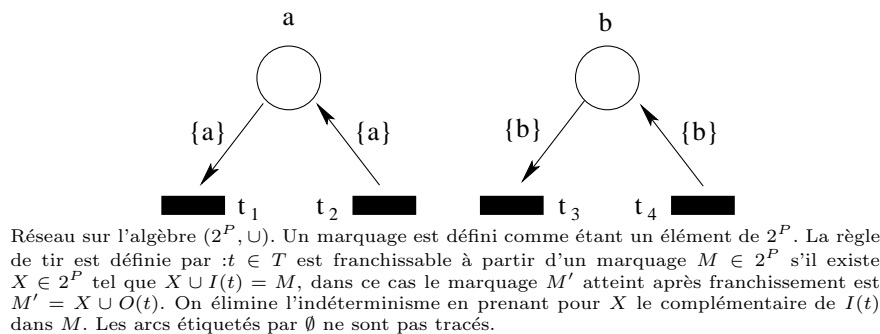 a b
{a} {a} {b} {b}
t1 t2 t3 t4
Réseau sur l'algèbre (2^P, ∪). Un marquage est défini comme étant un élément de 2^P. La règle
de tir est définie par :t ∈ T est franchissable à partir d'un marquage M ∈ 2^P s'il existe
X ∈ 2^P tel que X ∪ I(t) = M, dans ce cas le marquage M′ atteint après franchissement est
M′ = X ∪ O(t). On élimine l'indéterminisme en prenant pour X le complémentaire de I(t)
dans M. Les arcs étiquetés par ∅ ne sont pas tracés.